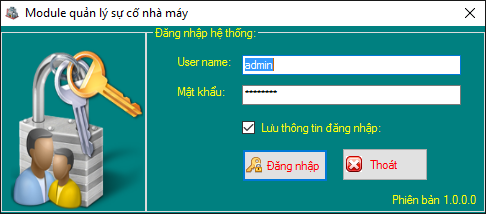 Module quản lý sự cố nhà máy
Đăng nhập hệ thống:
User name: admin
Mật khẩu: ********
Lưu thông tin đăng nhập:
Đăng nhập Thoát
Phiên bản 1.0.0.0